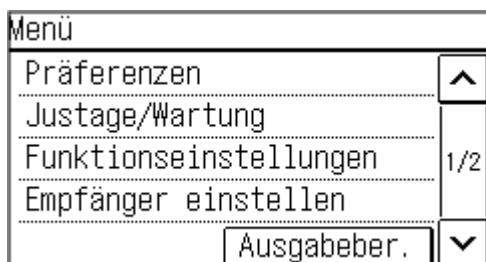 Menü
Präferenzen
Justage/Wartung
Funktionseinstellungen
1/2
Empfänger einstellen
Ausgabeber.